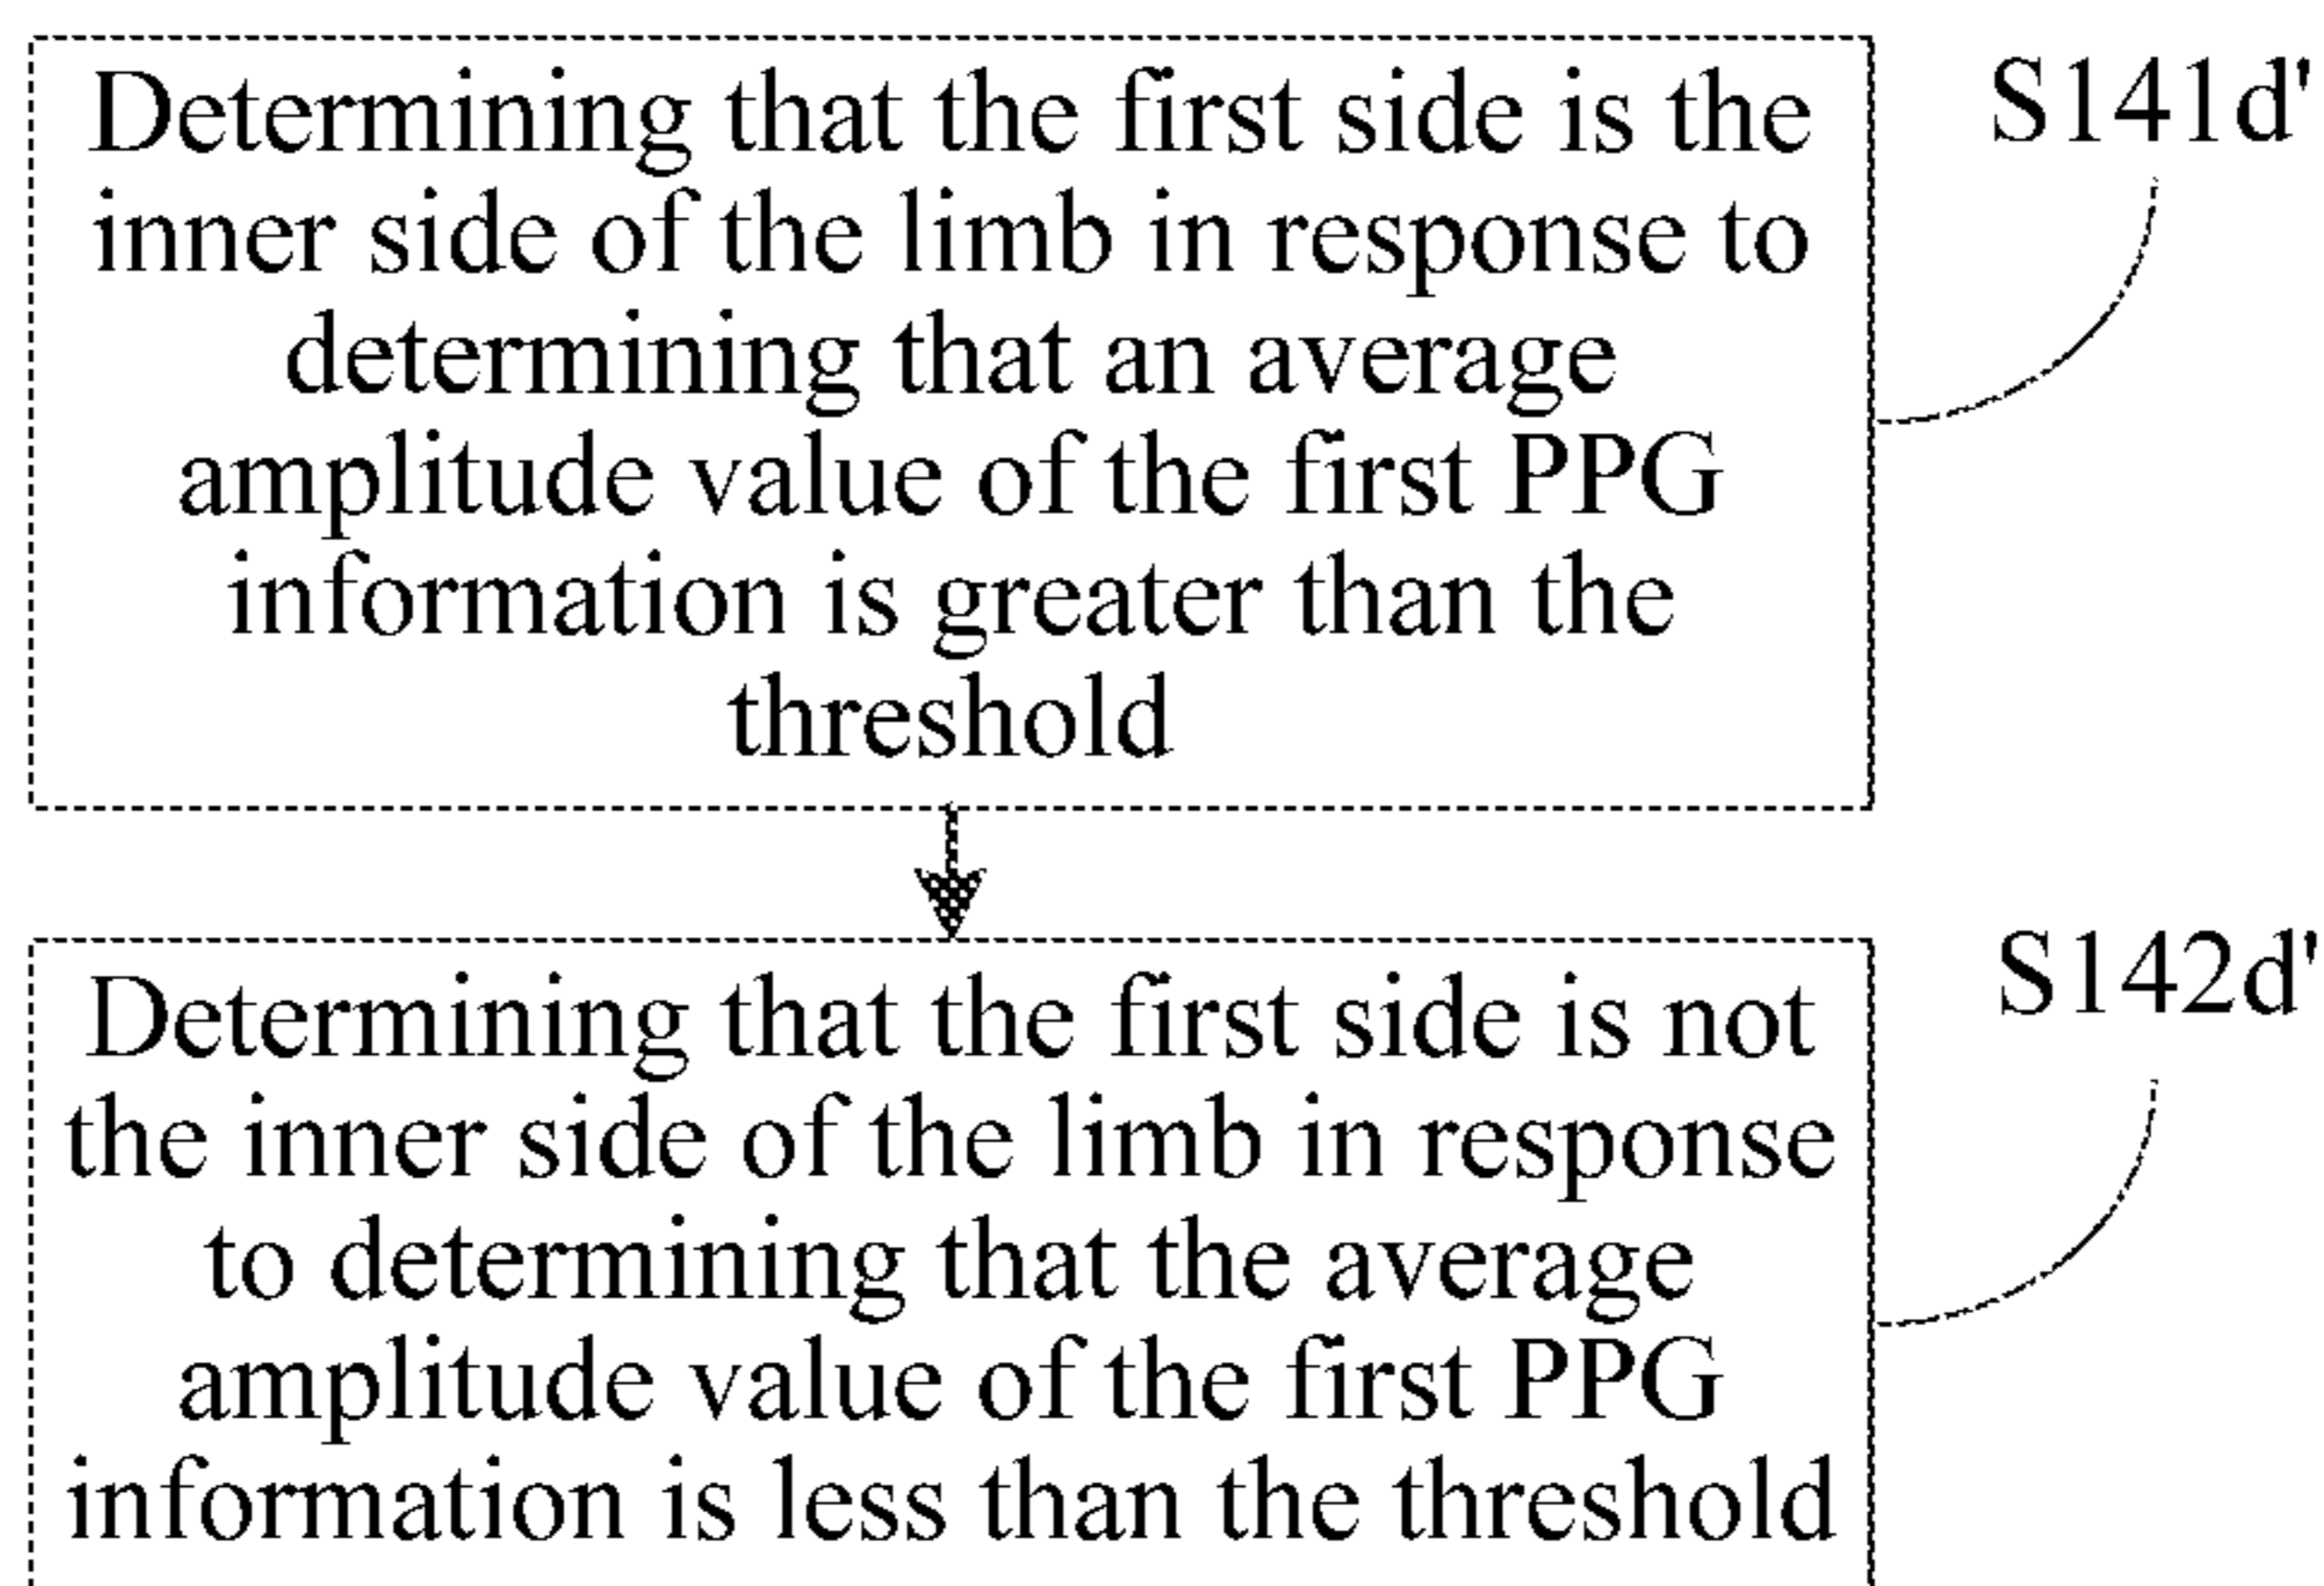 Determining that the first side is the
inner side of the limb in response to
determining that an average
amplitude value of the first PPG
information is greater than the
threshold
S141d'
Determining that the first side is not
the inner side of the limb in response
to determining that the average
amplitude value of the first PPG
information is less than the threshold
S142d'